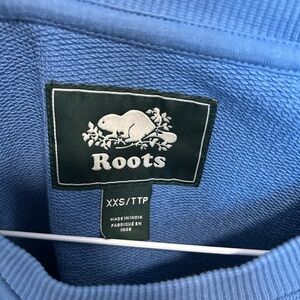 Roots
XXS/TTP
MADE IN INDIA
FABRIQUÉ EN
INDE